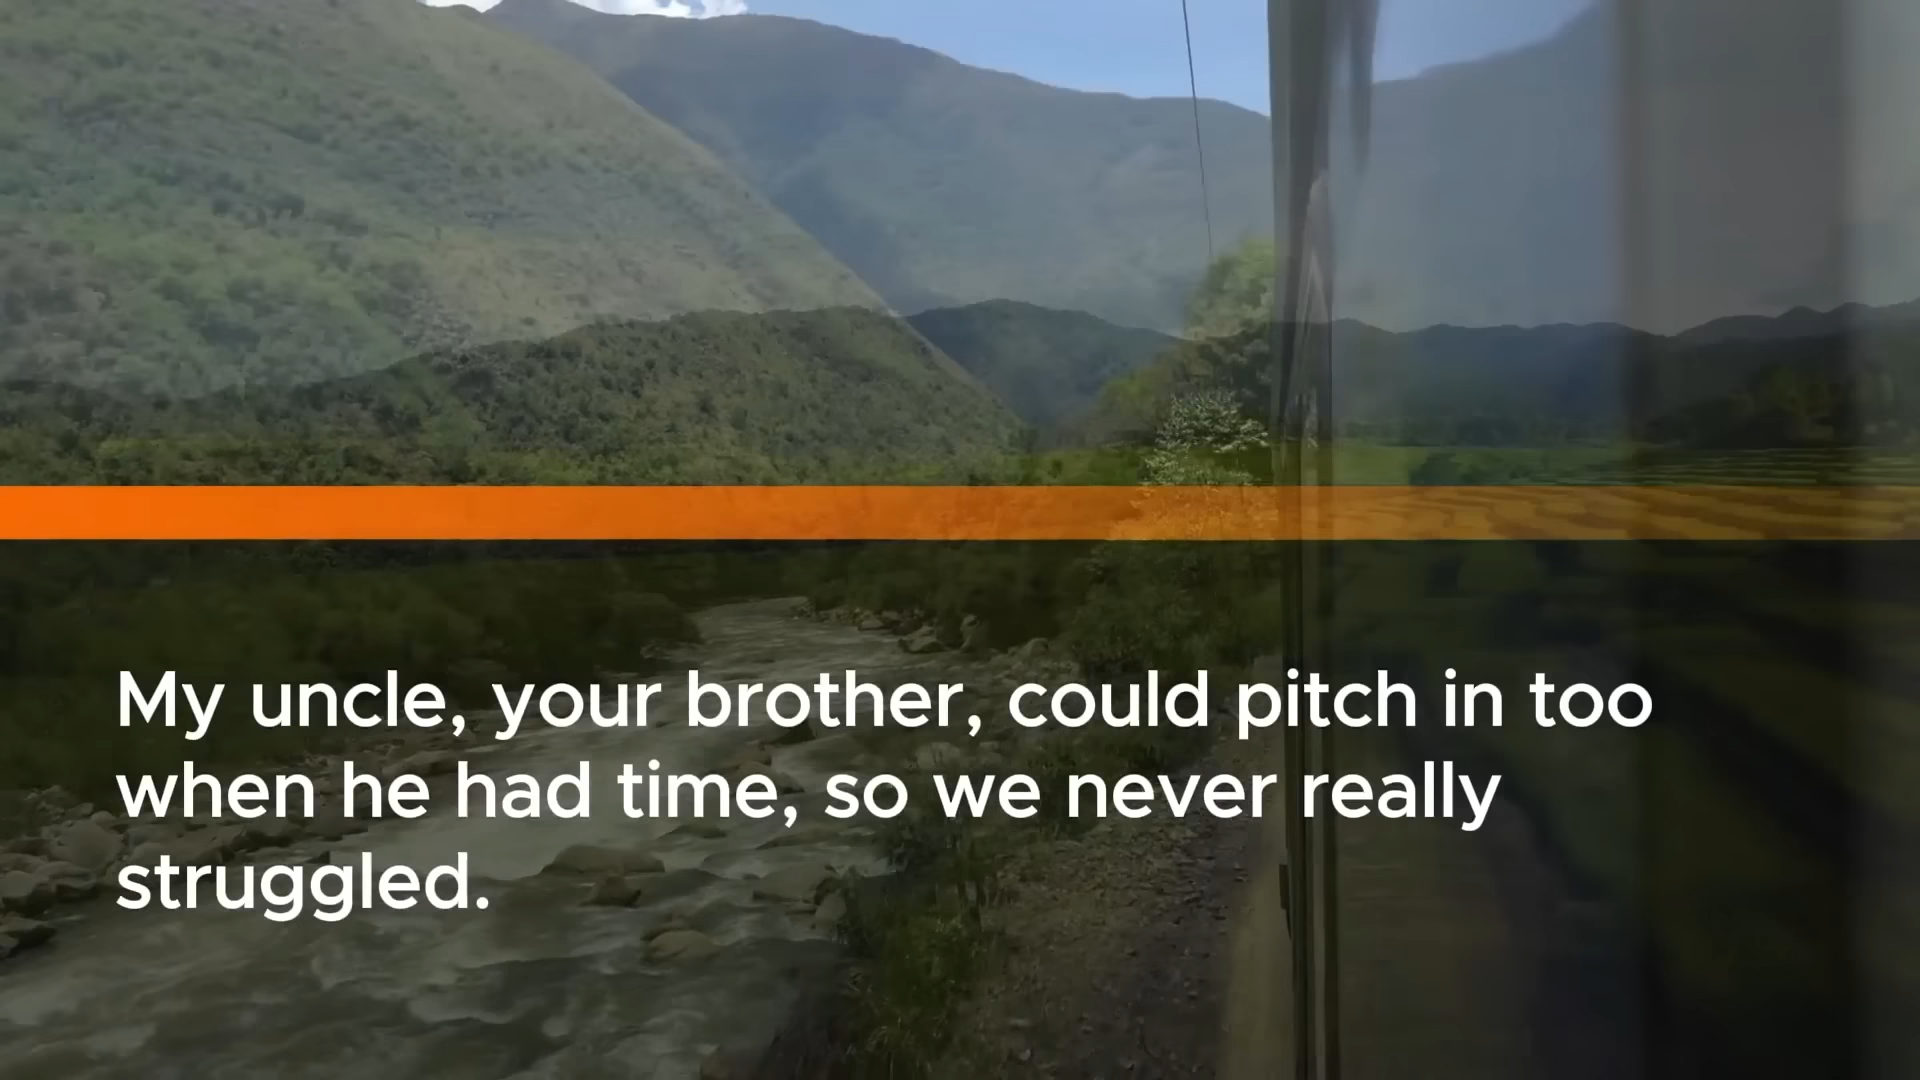 My uncle, your brother, could pitch in too
when he had time, so we never really
struggled.